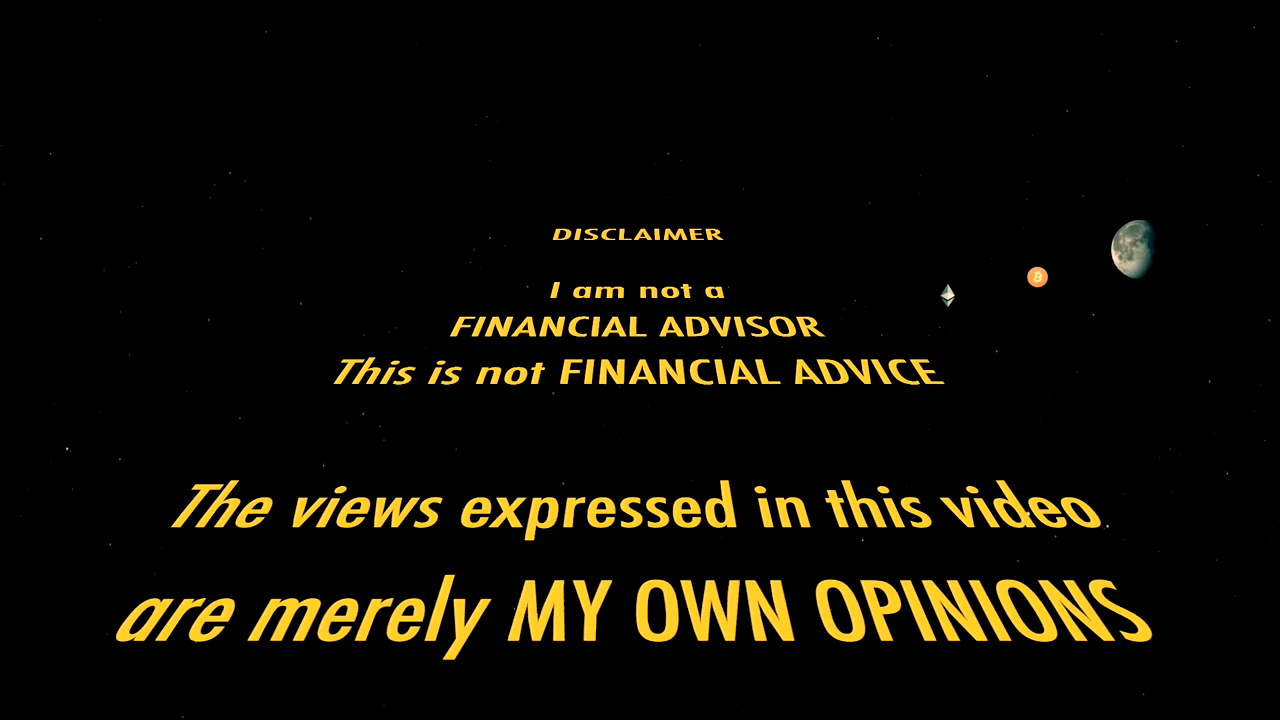 DISCLAIMER
I am not a
FINANCIAL ADVISOR
This is not FINANCIAL ADVICE
The views expressed in this video
are merely MY OWN OPINIONS